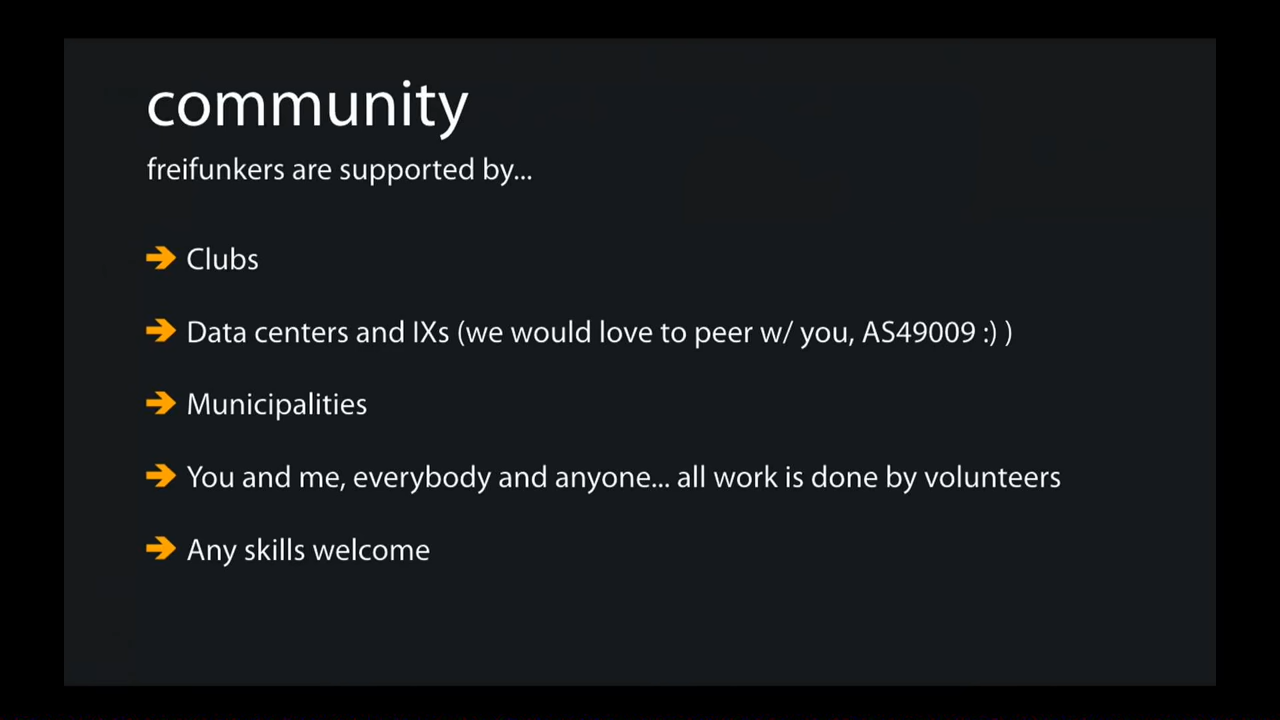 community
freifunkers are supported by...
Clubs
Data centers and IXs (we would love to peer w/ you, AS49009 :) )
Municipalities
You and me, everybody and anyone... all work is done by volunteers
Any skills welcome